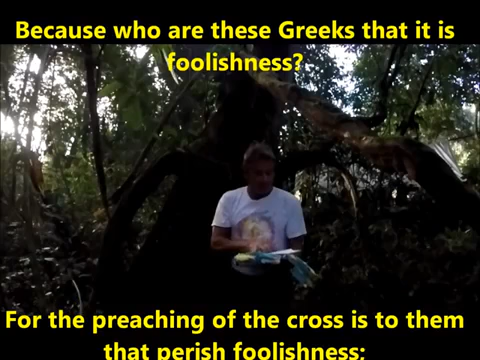 Because who are these Greeks that it is
foolishness?
For the preaching of the cross is to them
that perish foolishness: